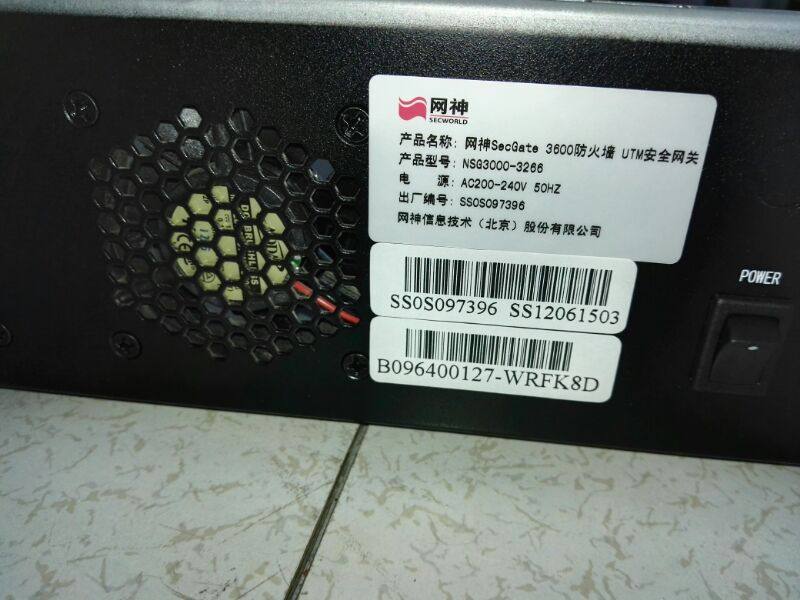 网神
SECWORLD
产品名称: 网神SecGate 3600防火墙 UTM安全网关
产品型号: NSG3000-3266
电 源: AC200-240V 50HZ
出厂编号: SS0S097396
网神信息技术（北京）股份有限公司
SS0S097396 SS12061503
B096400127-WRFK8D
POWER